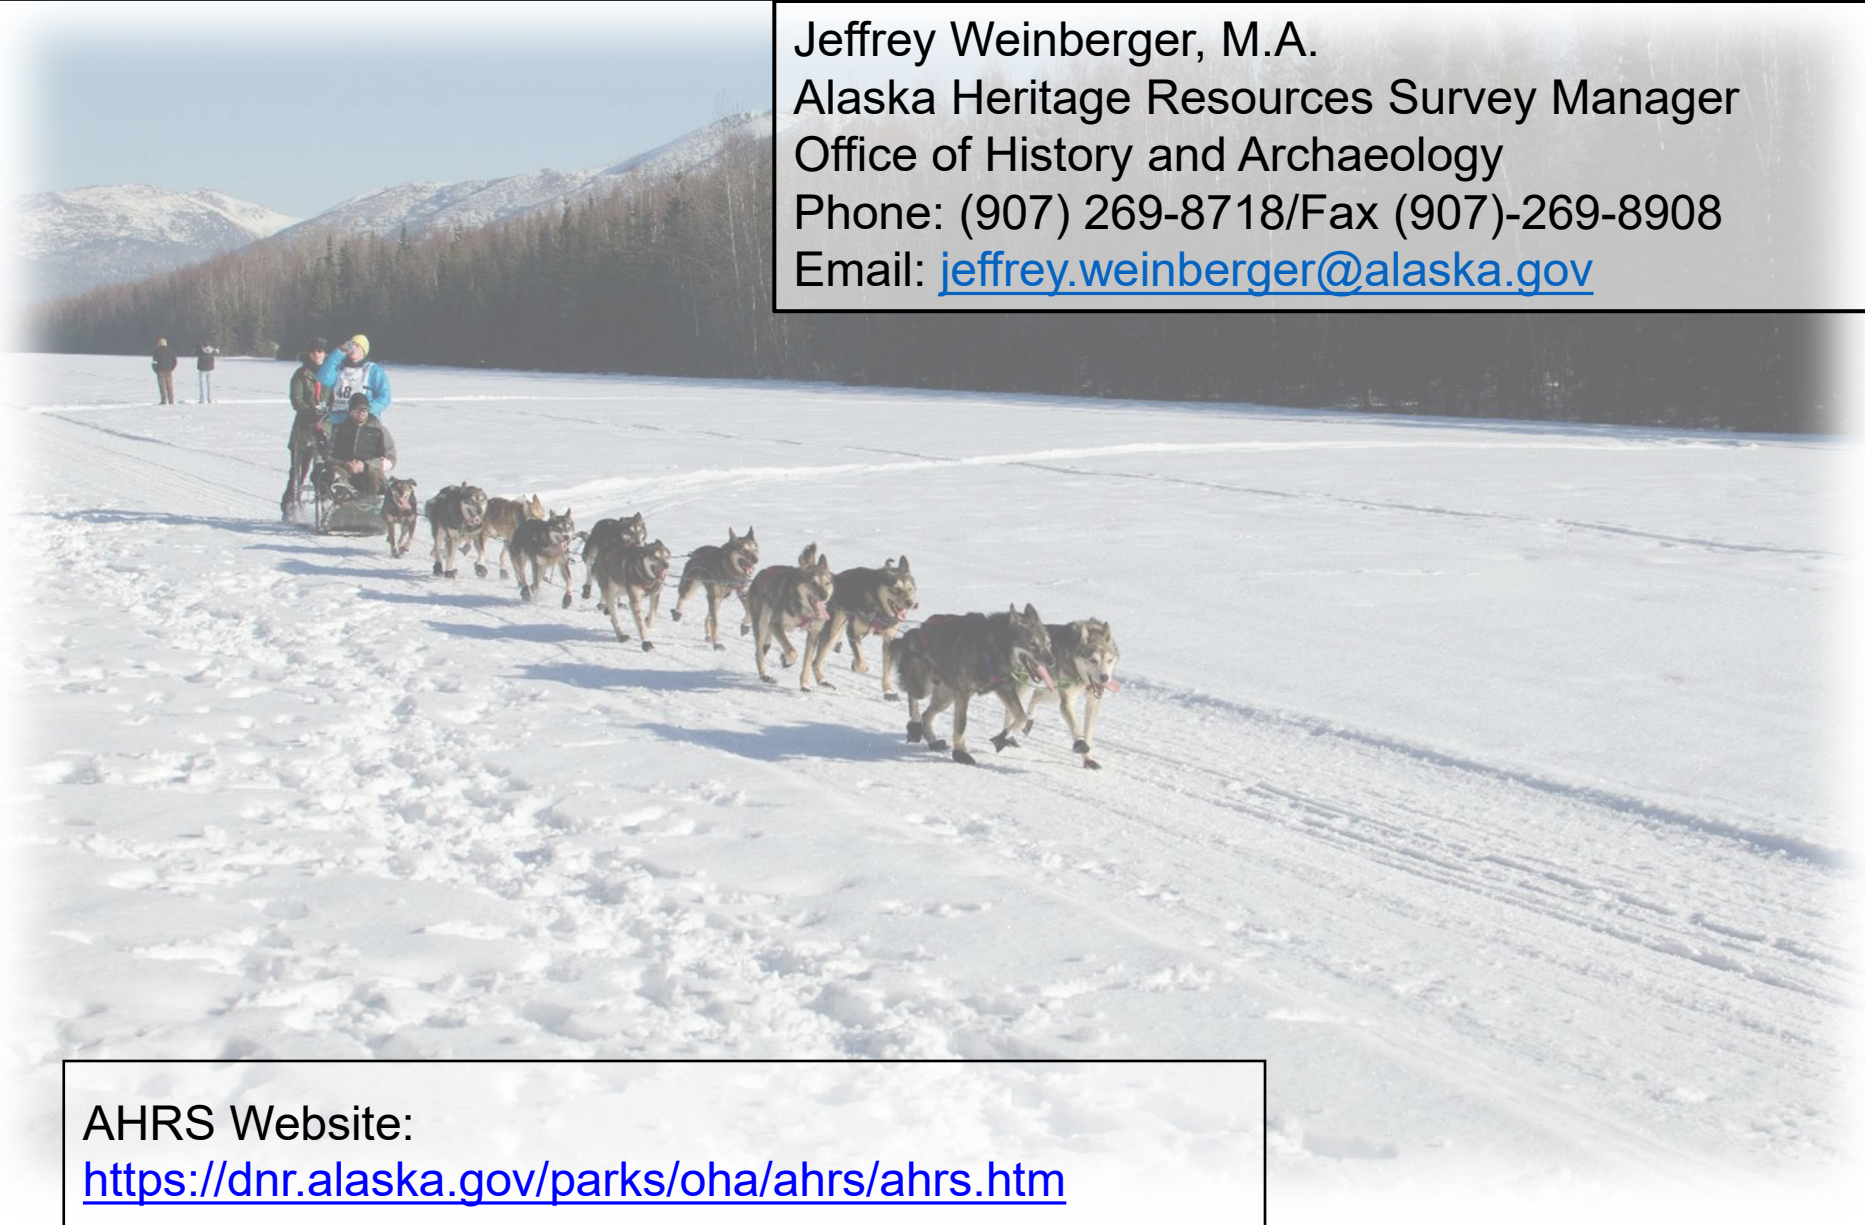 Jeffrey Weinberger, M.A.
Alaska Heritage Resources Survey Manager
Office of History and Archaeology
Phone: (907) 269-8718/Fax (907)-269-8908
Email: jeffrey.weinberger@alaska.gov
48
AHRS Website:
https://dnr.alaska.gov/parks/oha/ahrs/ahrs.htm